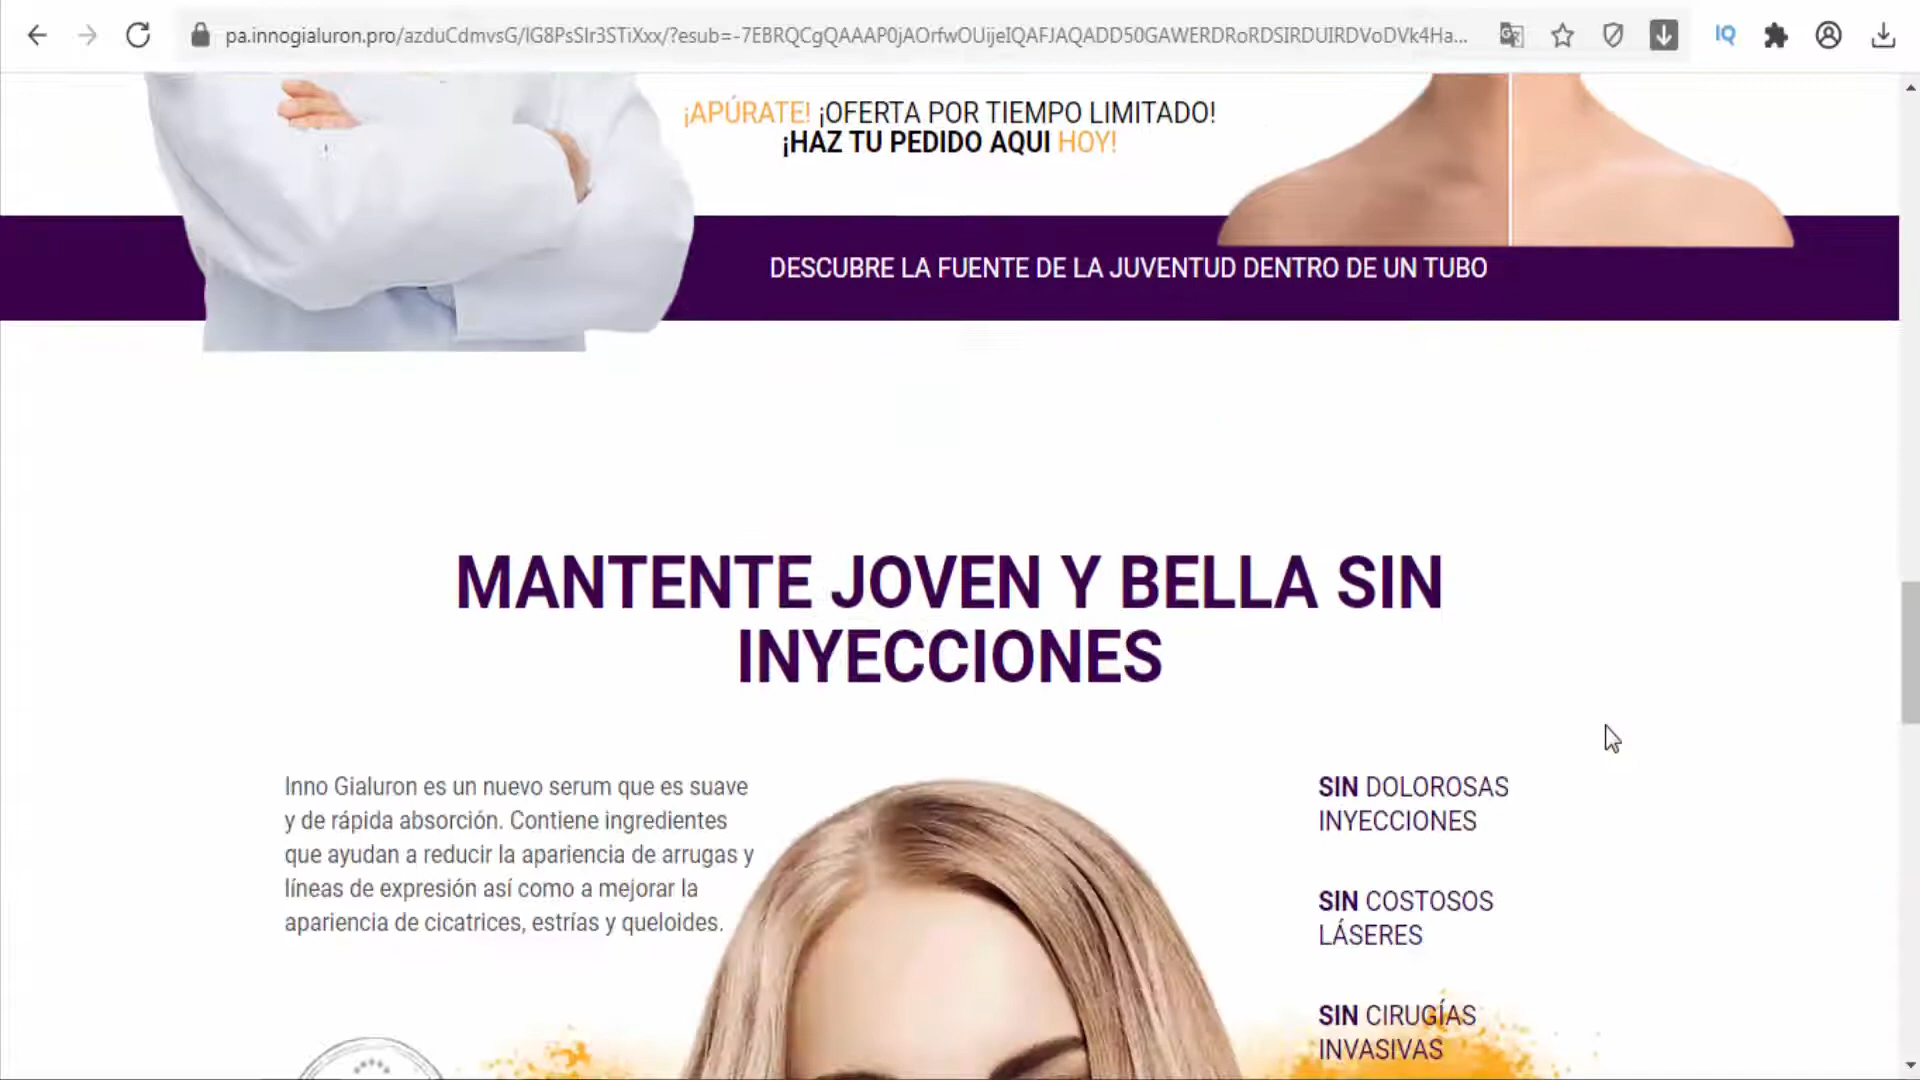 pa.innogialuron.pro/azduCdmvsG/lG8PsSlr3STiXxx/?esub=-7EBRQCgQAAAP0jAOrfwOUijeIQAFJAQADD50GAWERDRoRDSIRDUIRDVoDVk4Ha...
IQ
¡APÚRATE! ¡OFERTA POR TIEMPO LIMITADO!
¡HAZ TU PEDIDO AQUI HOY!
DESCUBRE LA FUENTE DE LA JUVENTUD DENTRO DE UN TUBO
MANTENTE JOVEN Y BELLA SIN
INYECCIONES
Inno Gialuron es un nuevo serum que es suave
y de rápida absorción. Contiene ingredientes
que ayudan a reducir la apariencia de arrugas y
líneas de expresión así como a mejorar la
apariencia de cicatrices, estrías y queloides.
SIN DOLOROSAS
INYECCIONES
SIN COSTOSOS
LÁSERES
SIN CIRUGÍAS
INVASIVAS